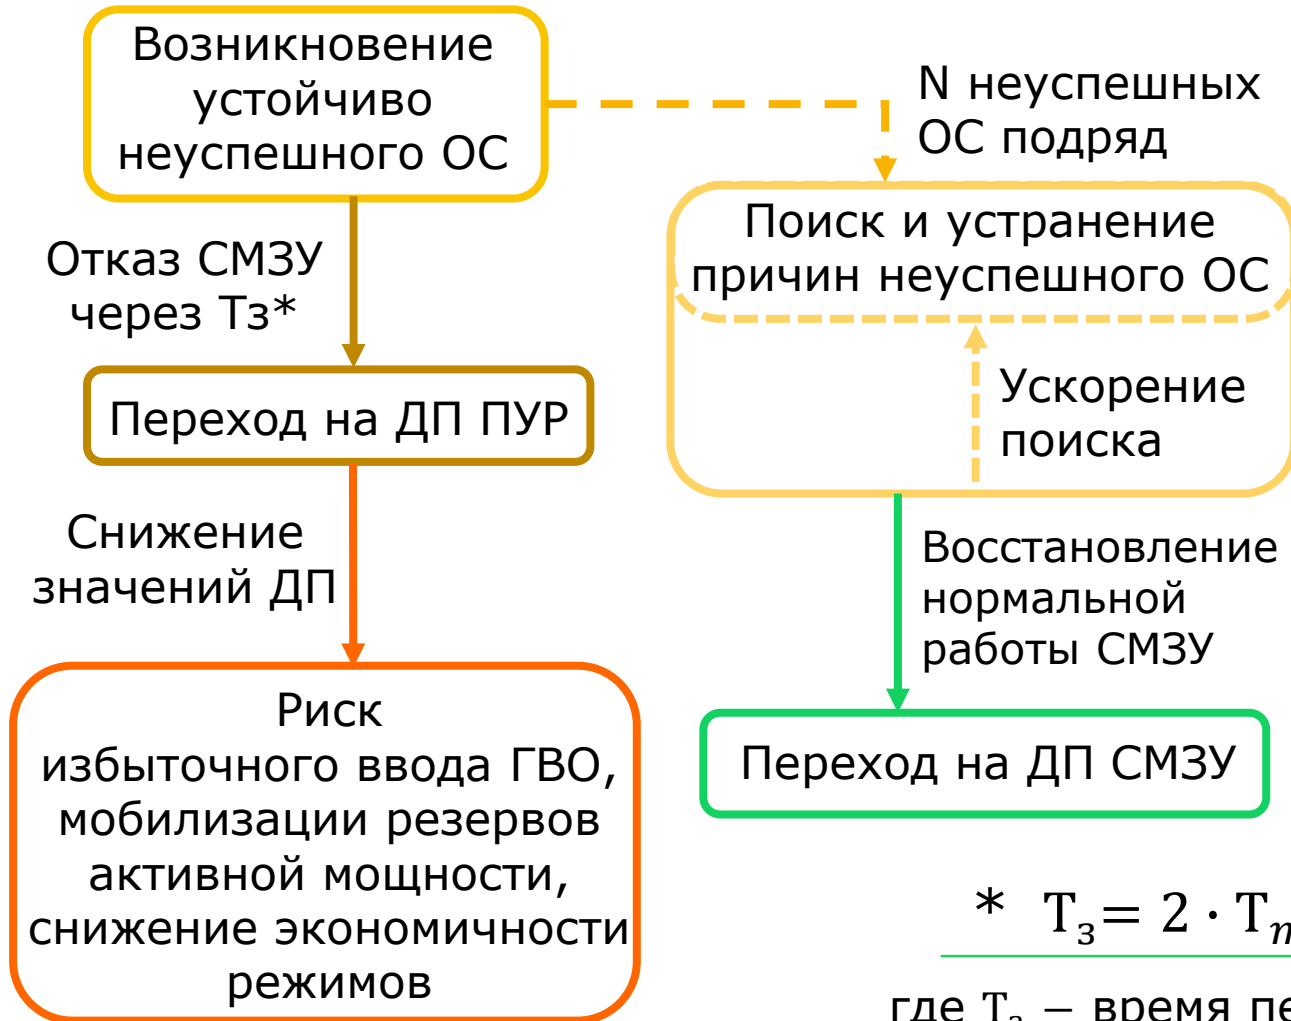 Возникновение
устойчиво
неуспешного ОС
N неуспешных
ОС подряд
Отказ СМЗУ
через Тз*
Поиск и устранение
причин неуспешного ОС
Ускорение
поиска
Переход на ДП ПУР
Снижение
значений ДП
Восстановление
нормальной
работы СМЗУ
Риск
избыточного ввода ГВО,
мобилизации резервов
активной мощности,
снижение экономичности
режимов
Переход на ДП СМЗУ
* Tз= 2 · T
где Tз − время